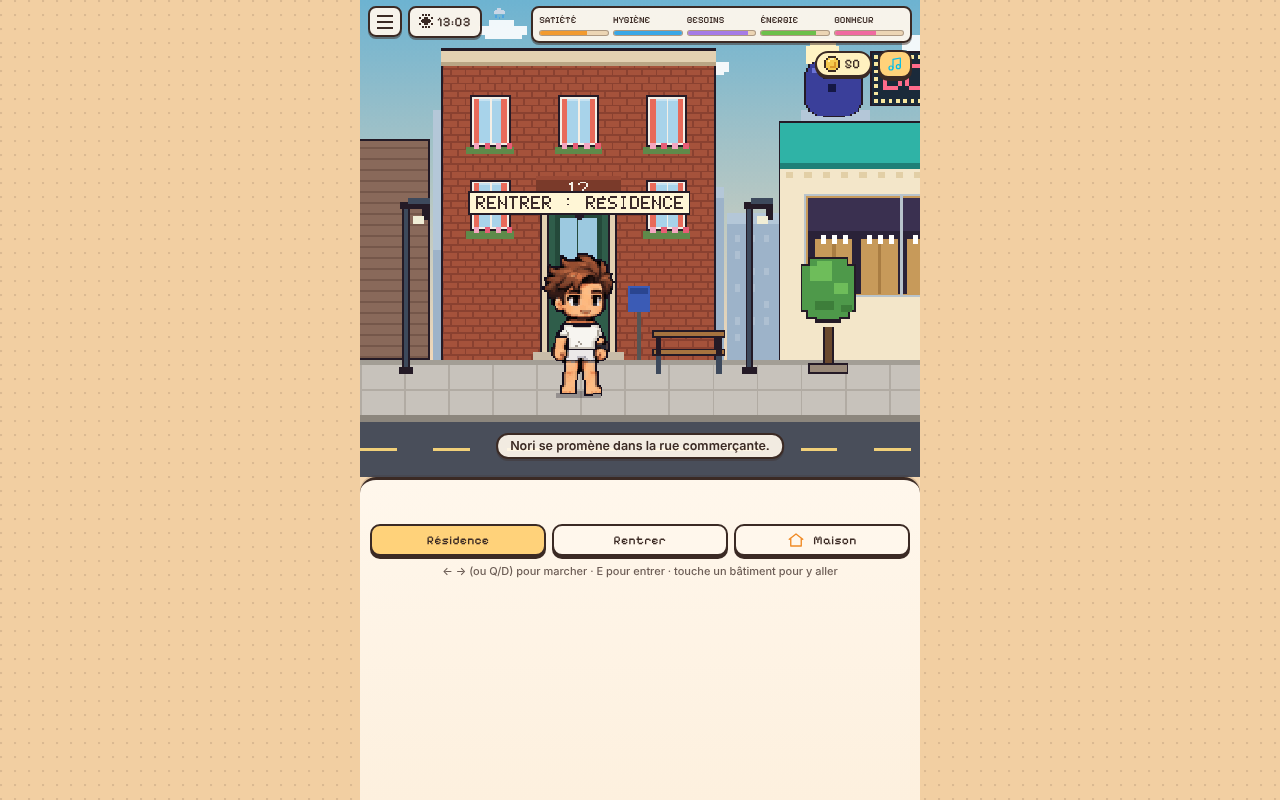 13:03
SATIÉTÉ
HYGIÈNE
BESOINS
ÉNERGIE
BONHEUR
80
17
RENTRER : RÉSIDENCE
Nori se promène dans la rue commerçante.
Résidence
Rentrer
Maison
← → (ou Q/D) pour marcher · E pour entrer · touche un bâtiment pour y aller